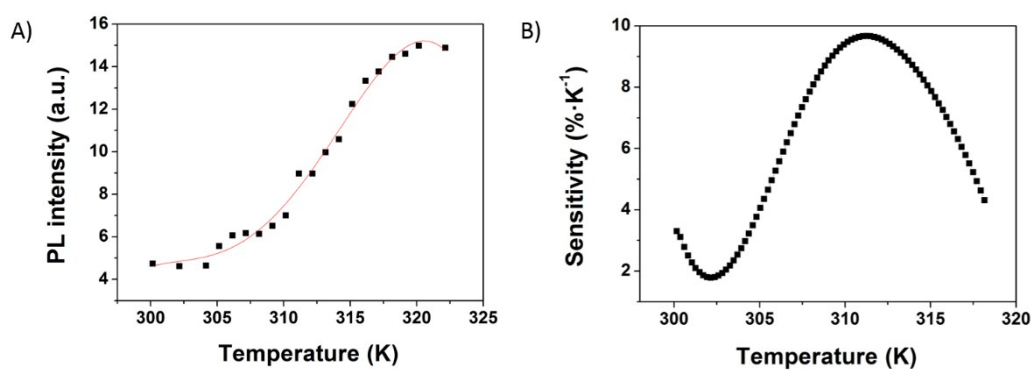 A)
PL intensity (a.u.)
16
14
12
10
8
6
4
300 305 310 315 320 325
Temperature (K)
B)
Sensitivity (%·K⁻¹)
10
8
6
4
2
300 305 310 315 320
Temperature (K)